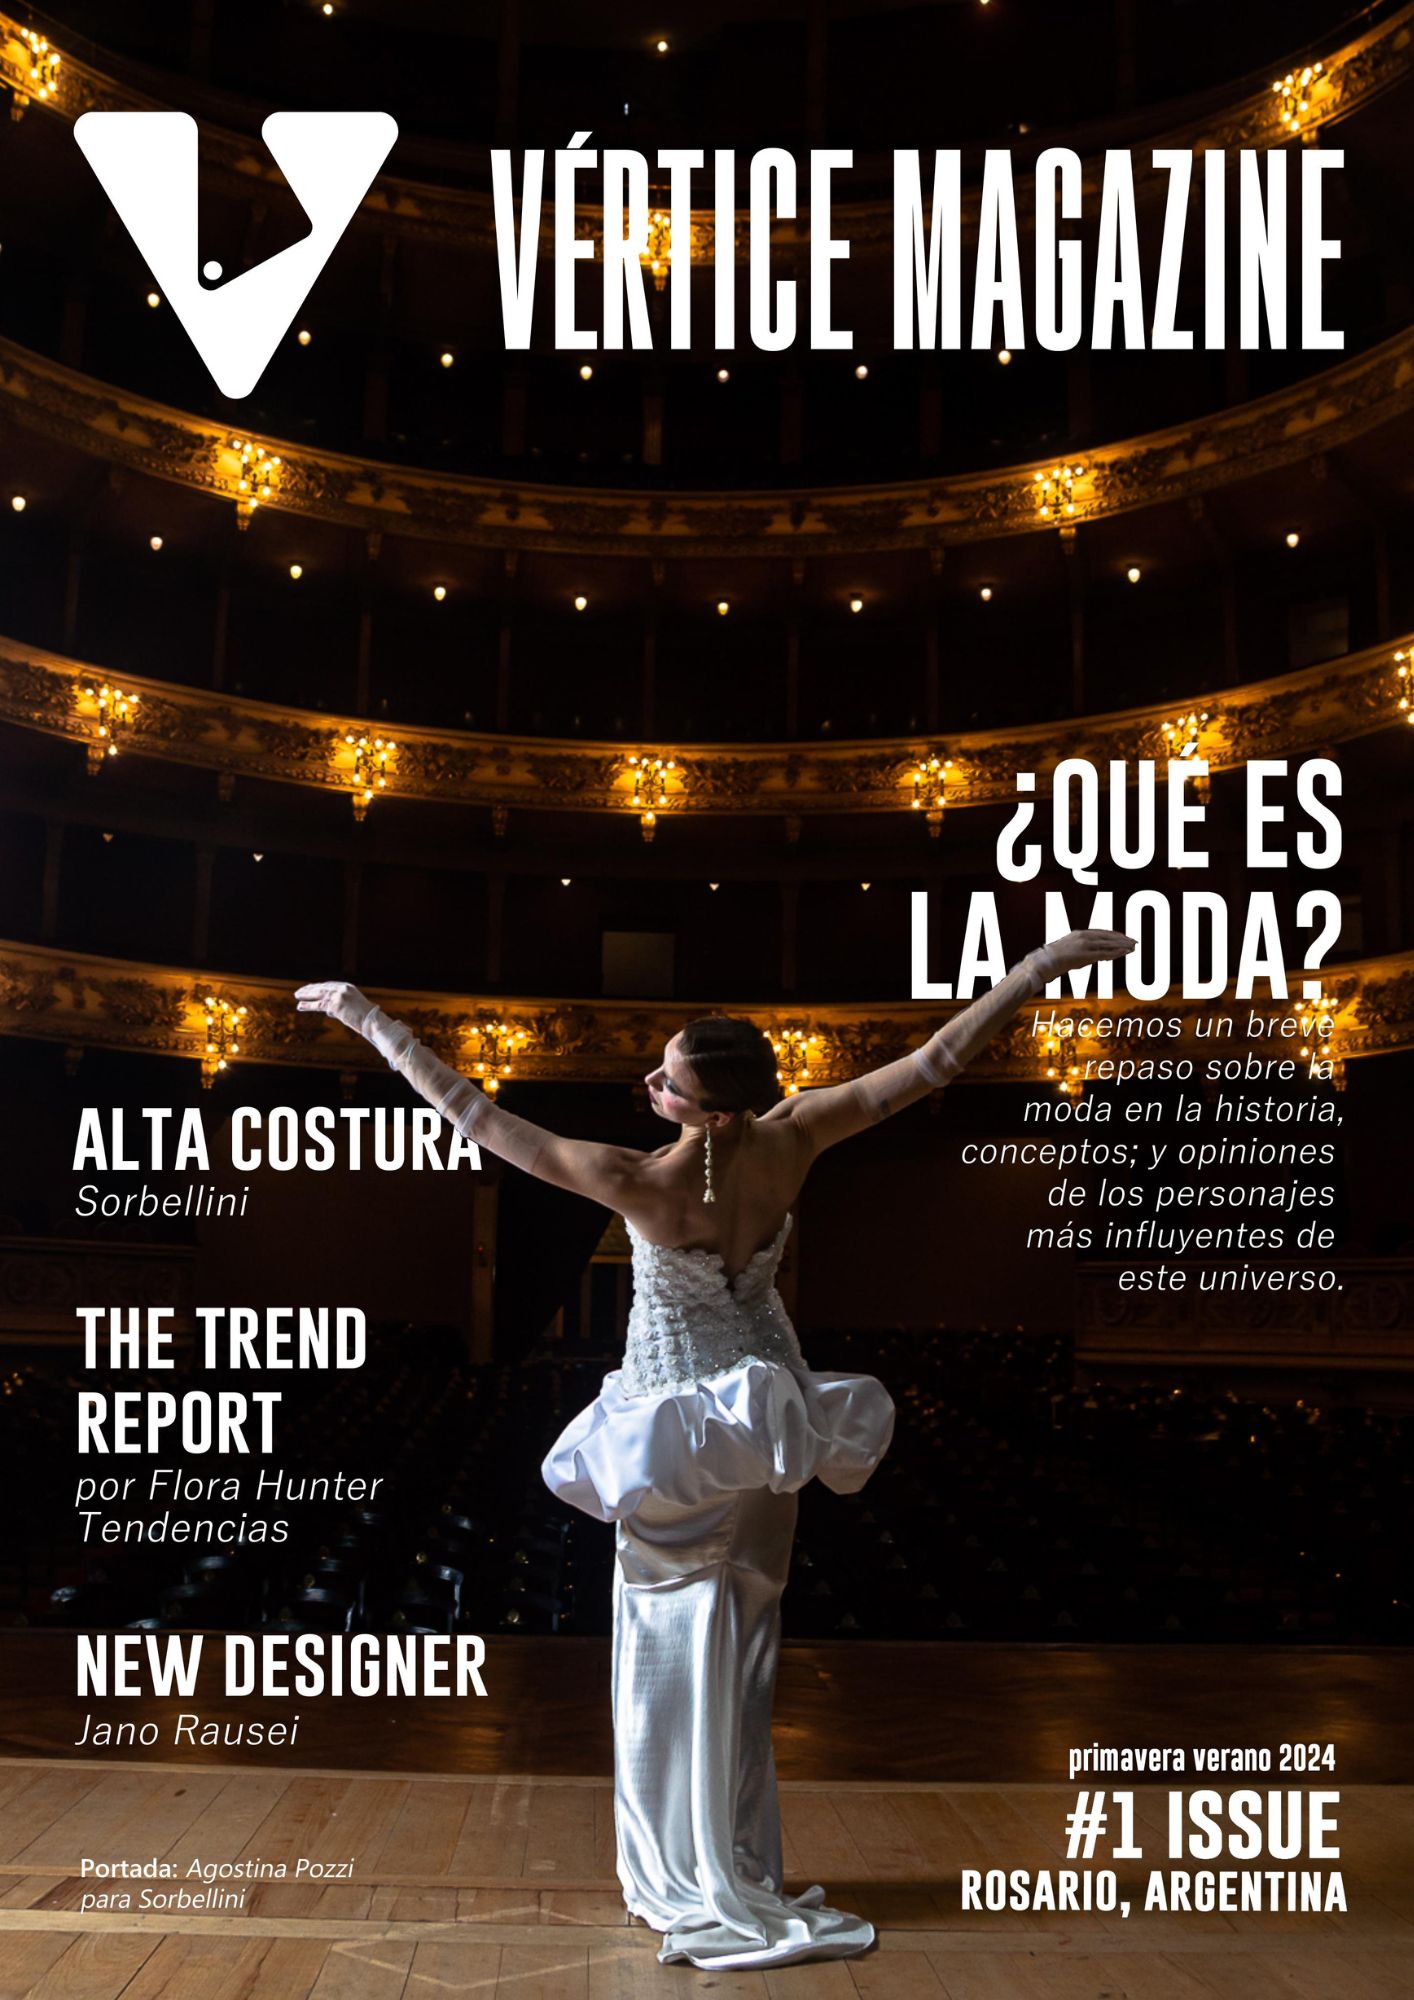 VÉRTICE MAGAZINE
¿QUÉ ES
LA MODA?
Hacemos un breve
repaso sobre la
moda en la historia,
conceptos; y opiniones
de los personajes
más influyentes de
este universo.
ALTA COSTURA
Sorbellini
THE TREND
REPORT
por Flora Hunter
Tendencias
NEW DESIGNER
Jano Rausei
Portada: Agostina Pozzi
para Sorbellini
primavera verano 2024
#1 ISSUE
ROSARIO, ARGENTINA